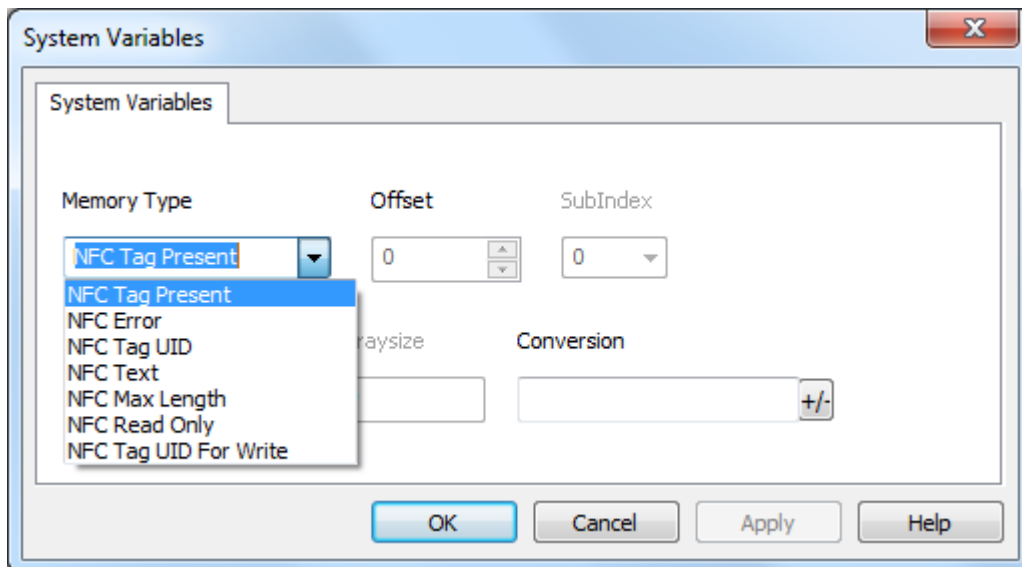 System Variables
System Variables
Memory Type Offset SubIndex
NFC Tag Present 0 0
NFC Tag Present
NFC Error
NFC Tag UID
raysize Conversion
NFC Text
NFC Max Length
+/-
NFC Read Only
NFC Tag UID For Write
OK Cancel Apply Help